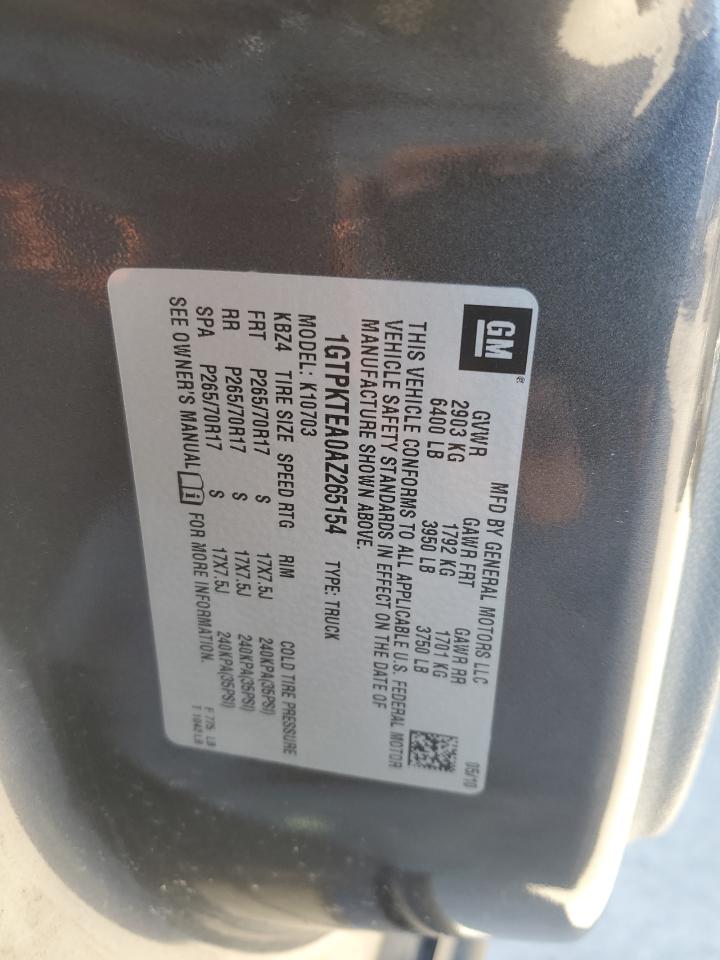 GM®
MFD BY GENERAL MOTORS LLC 05/10
GVWR GAWR FRT GAWR RR
2903 KG 1792 KG 1701 KG
6400 LB 3950 LB 3750 LB
THIS VEHICLE CONFORMS TO ALL APPLICABLE U.S. FEDERAL MOTOR
VEHICLE SAFETY STANDARDS IN EFFECT ON THE DATE OF
MANUFACTURE SHOWN ABOVE.
1GTPKTEA0AZ265154 TYPE: TRUCK
MODEL: K10703
KBZ4 TIRE SIZE SPEED RTG RIM COLD TIRE PRESSURE
FRT P265/70R17 S 17X7.5J 240KPA(35PSI)
RR P265/70R17 S 17X7.5J 240KPA(35PSI)
SPA P265/70R17 S 17X7.5J 240KPA(35PSI)
SEE OWNER'S MANUAL i FOR MORE INFORMATION.
F 775 LB
T 1042 LB